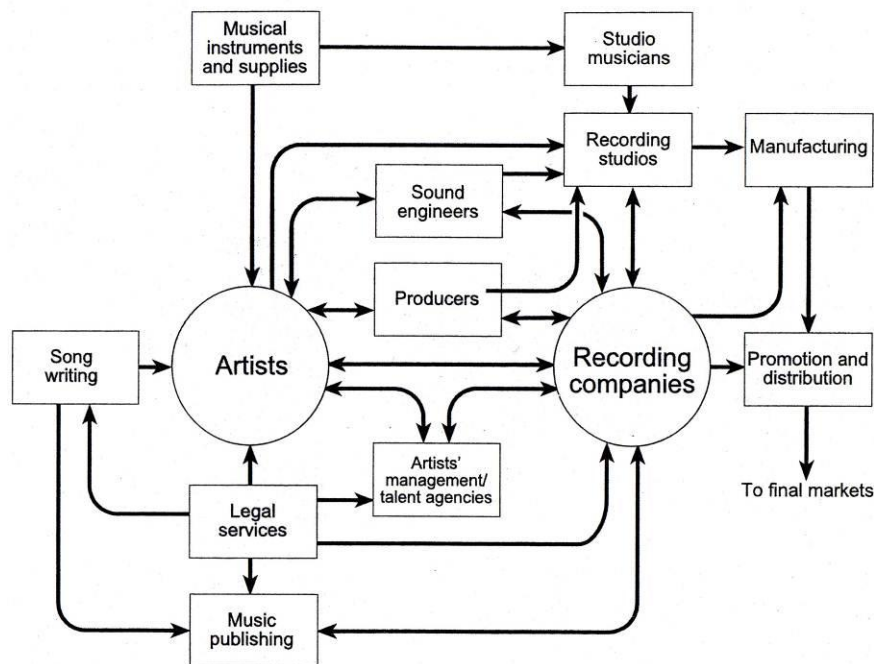 Musical
instruments
and supplies
Studio
musicians
Recording
studios
Manufacturing
Sound
engineers
Producers
Song
writing
Artists
Recording
companies
Promotion and
distribution
Artists'
management/
talent agencies
To final markets
Legal
services
Music
publishing